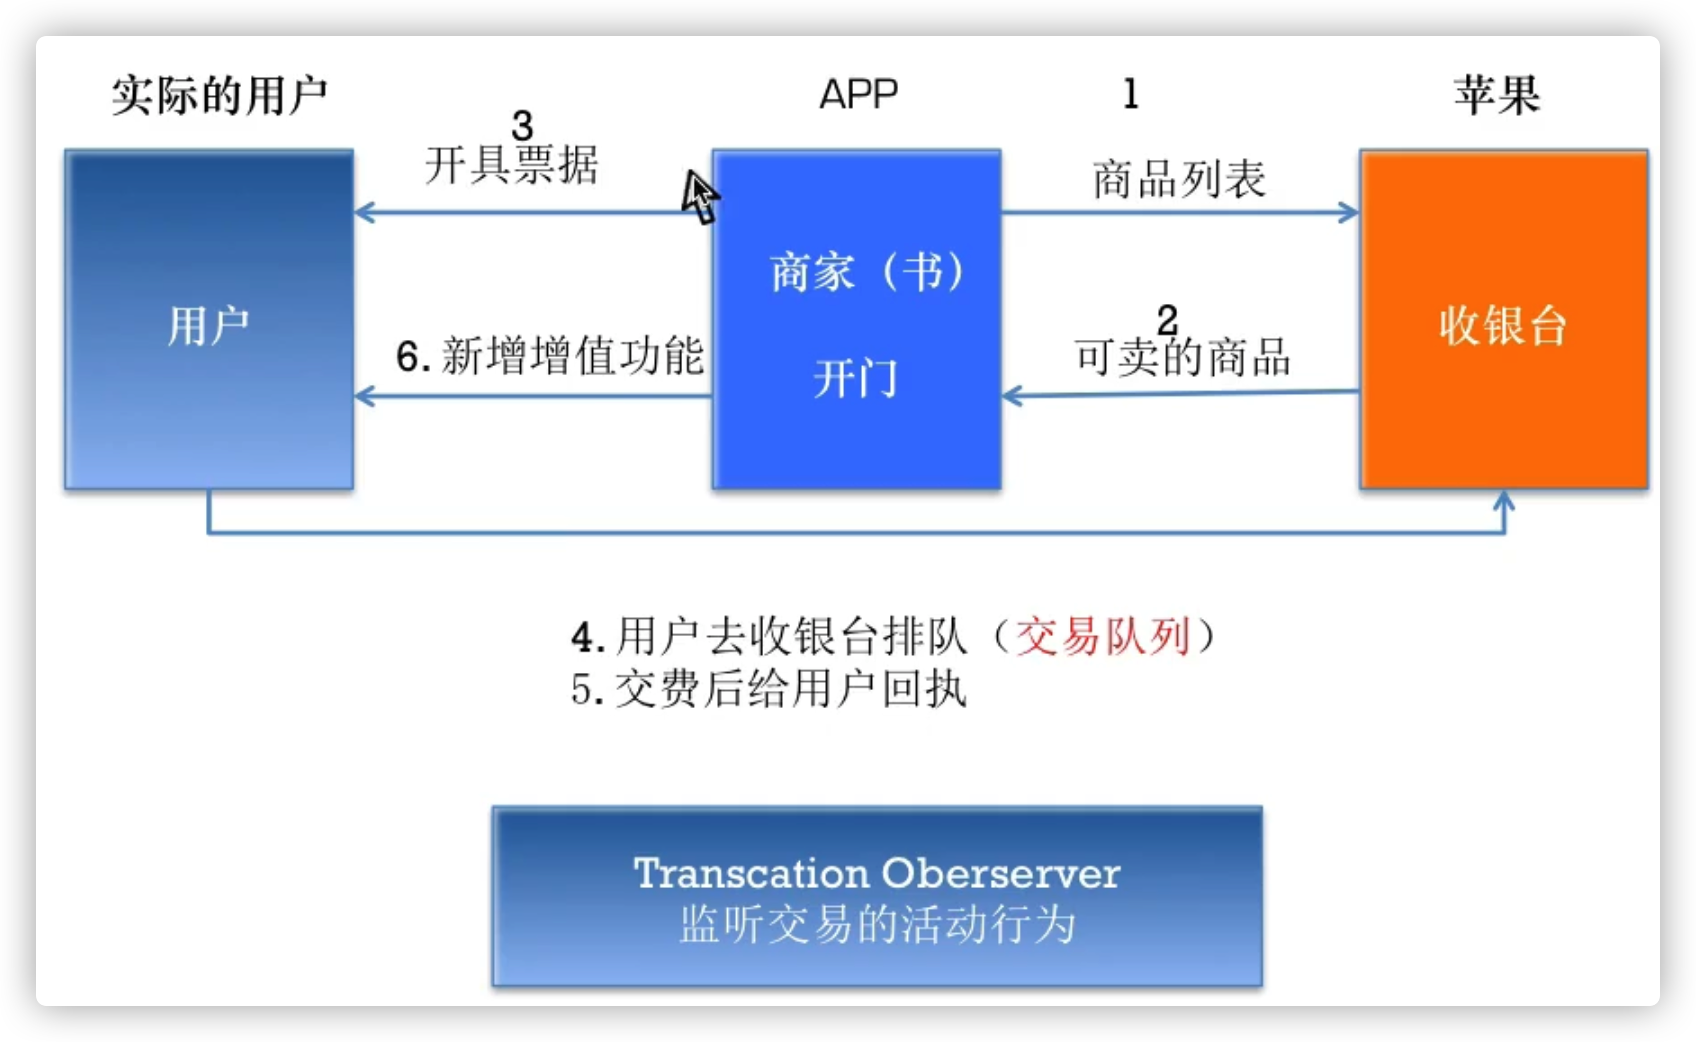 实际的用户
APP
1
苹果
3
开具票据
商品列表
商家（书）
用户
2
收银台
6. 新增增值功能
可卖的商品
开门
4. 用户去收银台排队（交易队列）
5. 交费后给用户回执
Transcation Oberserver
监听交易的活动行为